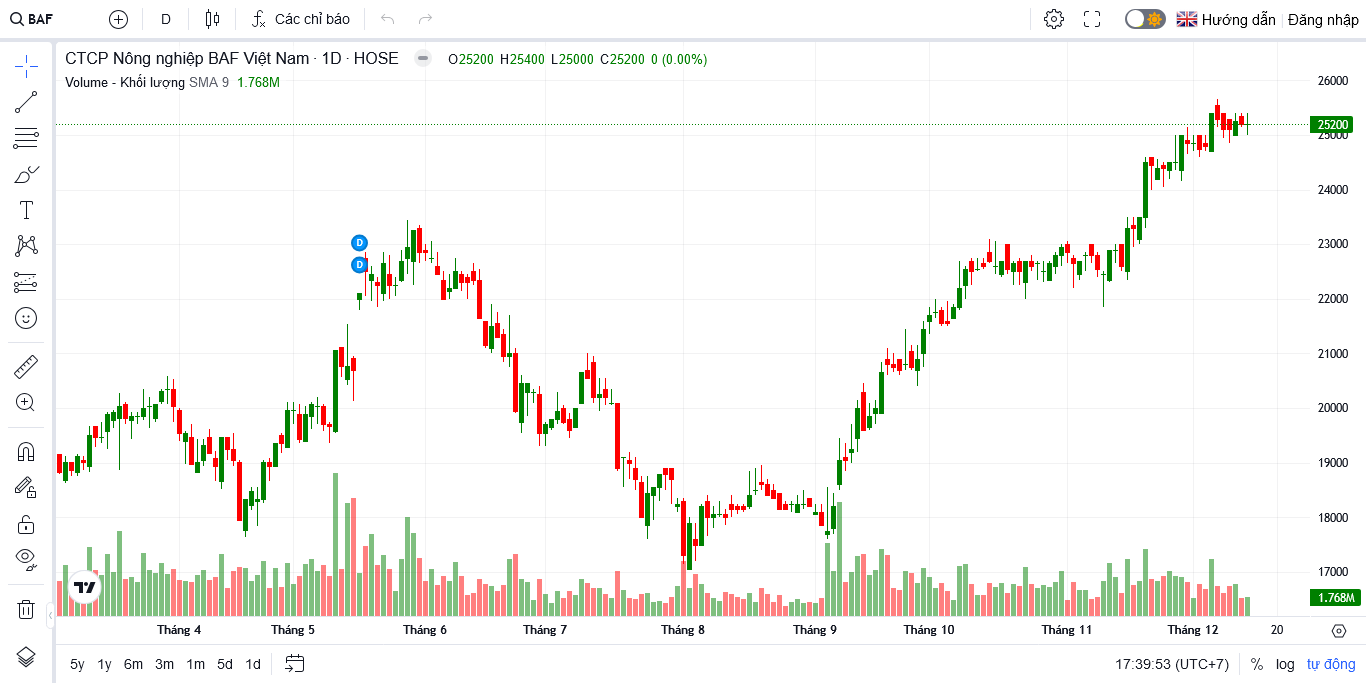 BAF D Các chỉ báo Hướng dẫn Đăng nhập
CTCP Nông nghiệp BAF Việt Nam · 1D · HOSE O25200 H25400 L25000 C25200 0 (0.00%)
Volume - Khối lượng SMA 9 1.768M
26000
25200
25000
24000
23000
D
D
22000
21000
20000
19000
18000
17000
1.768M
Tháng 4 Tháng 5 Tháng 6 Tháng 7 Tháng 8 Tháng 9 Tháng 10 Tháng 11 Tháng 12 20
5y 1y 6m 3m 1m 5d 1d 17:39:53 (UTC+7) % log tự động